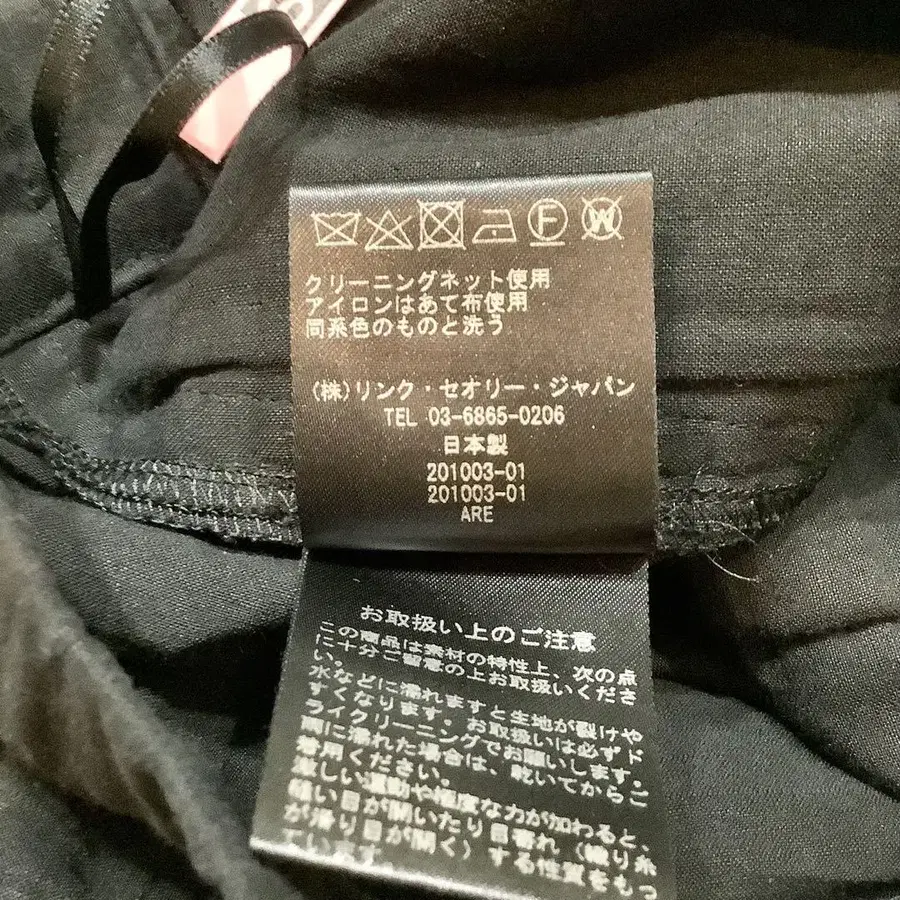 F
W
クリーニングネット使用
アイロンはあて布使用
同系色のものと洗う
(株)リンク・セオリー・ジャパン
TEL 03-6865-0206
日本製
201003-01
201003-01
ARE
お取扱い上のご注意
この商品は素材の特性上、次の点
に十分ご留意の上お取扱いくださ
い。
水などに濡れますと生地が裂けや
すくなります。お取扱いは必ずド
ライクリーニングでお願いします。
雨に濡れた場合は、乾いてからご
着用ください。
激しい運動や極度な力が加わると、
縫い目が開いたり目寄れ(織り糸
が滑り目が開く)する性質をもっ
ています。